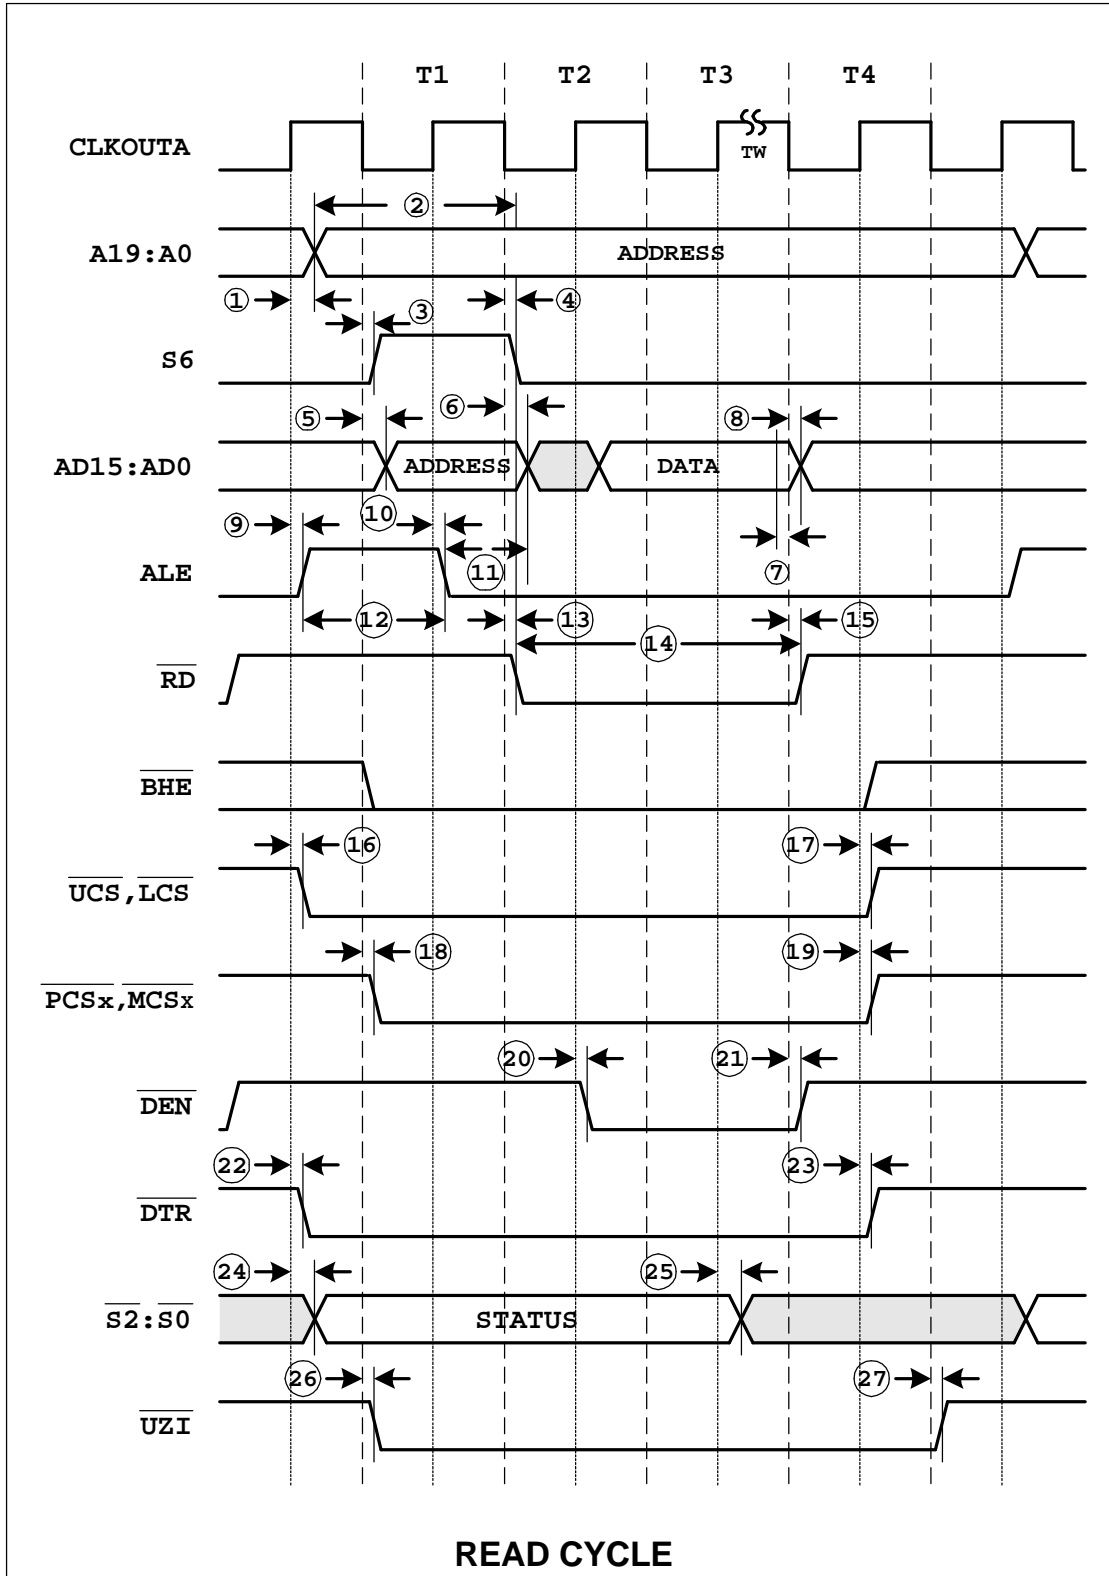 T1 T2 T3 T4
CLKOUTA
TW
2
A19:A0 ADDRESS
1 3 4
S6
5 6 8
AD15:AD0 ADDRESS DATA
9 10
ALE 11 7
12 13 15
14
RD
BHE
16 17
UCS,LCS
18 19
PCSx,MCSx
20 21
DEN
22 23
DTR
24 25
S2:S0 STATUS
26 27
UZI
READ CYCLE